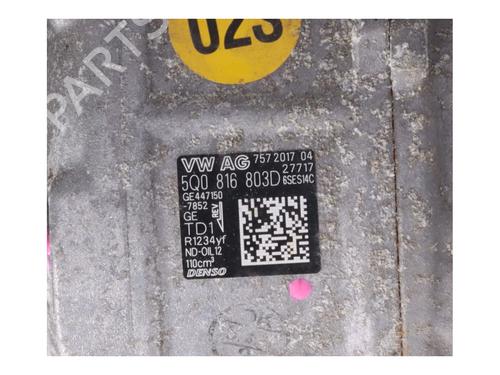 023
VW AG 757 2017 04
27717
5Q0 816 803D 6SES14C
GE447150
-7852
GE REV
TD1
R1234yf
ND-OIL12
110cm³
DENSO
B-PARTS